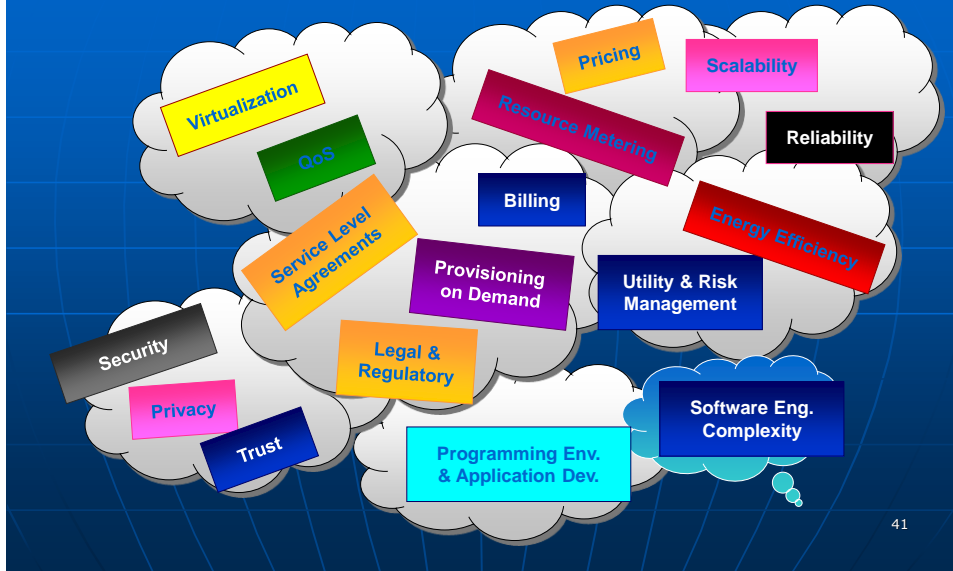 Virtualization
QoS
Pricing
Scalability
Resource Metering
Reliability
Billing
Service Level
Agreements
Energy Efficiency
Provisioning
on Demand
Utility & Risk
Management
Legal &
Regulatory
Security
Privacy
Trust
Software Eng.
Complexity
Programming Env.
& Application Dev.
41